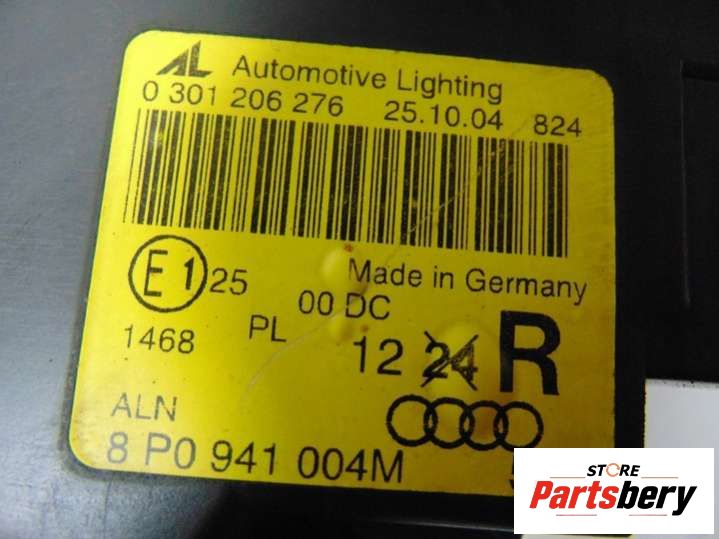 AL Automotive Lighting
0 301 206 276 25.10.04 824
E1 25
Made in Germany
00 DC
1468 PL
12 24 R
ALN
8 P0 941 004M
STORE
Partsbery